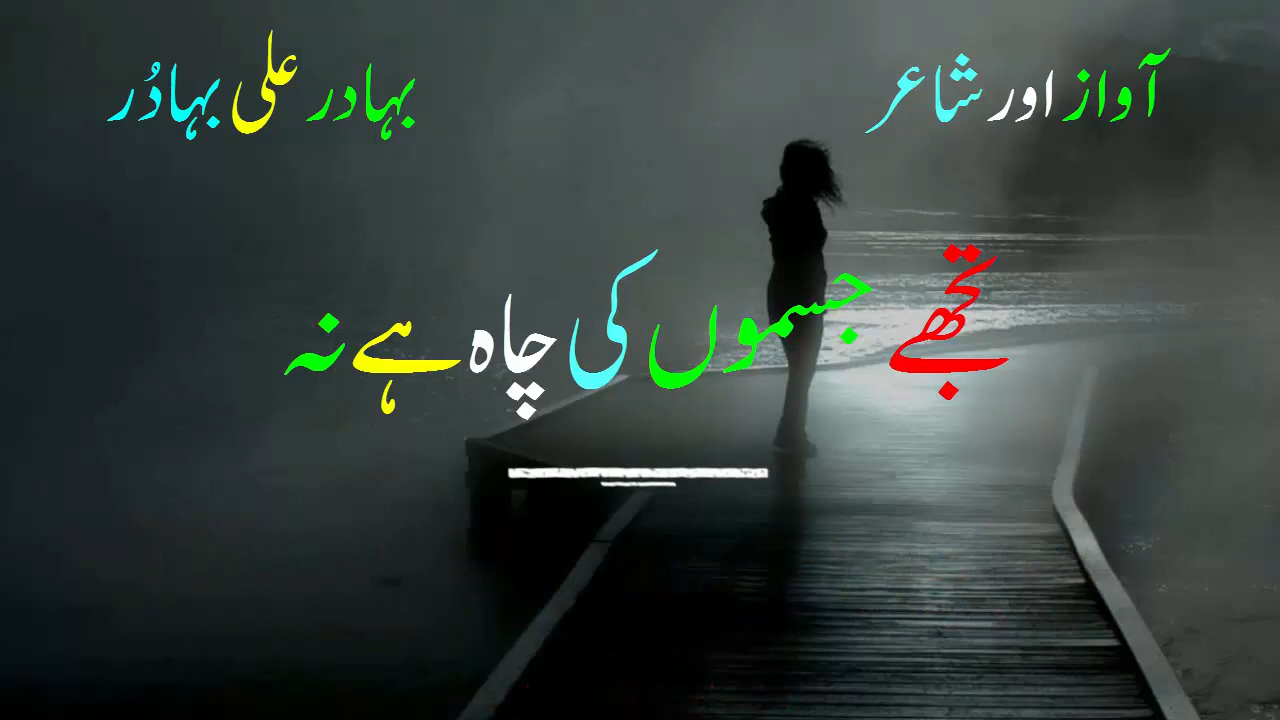 آواز اور شاعر
بہادر علی بہادُر
تجھے جسموں کی چاہ ہے نہ